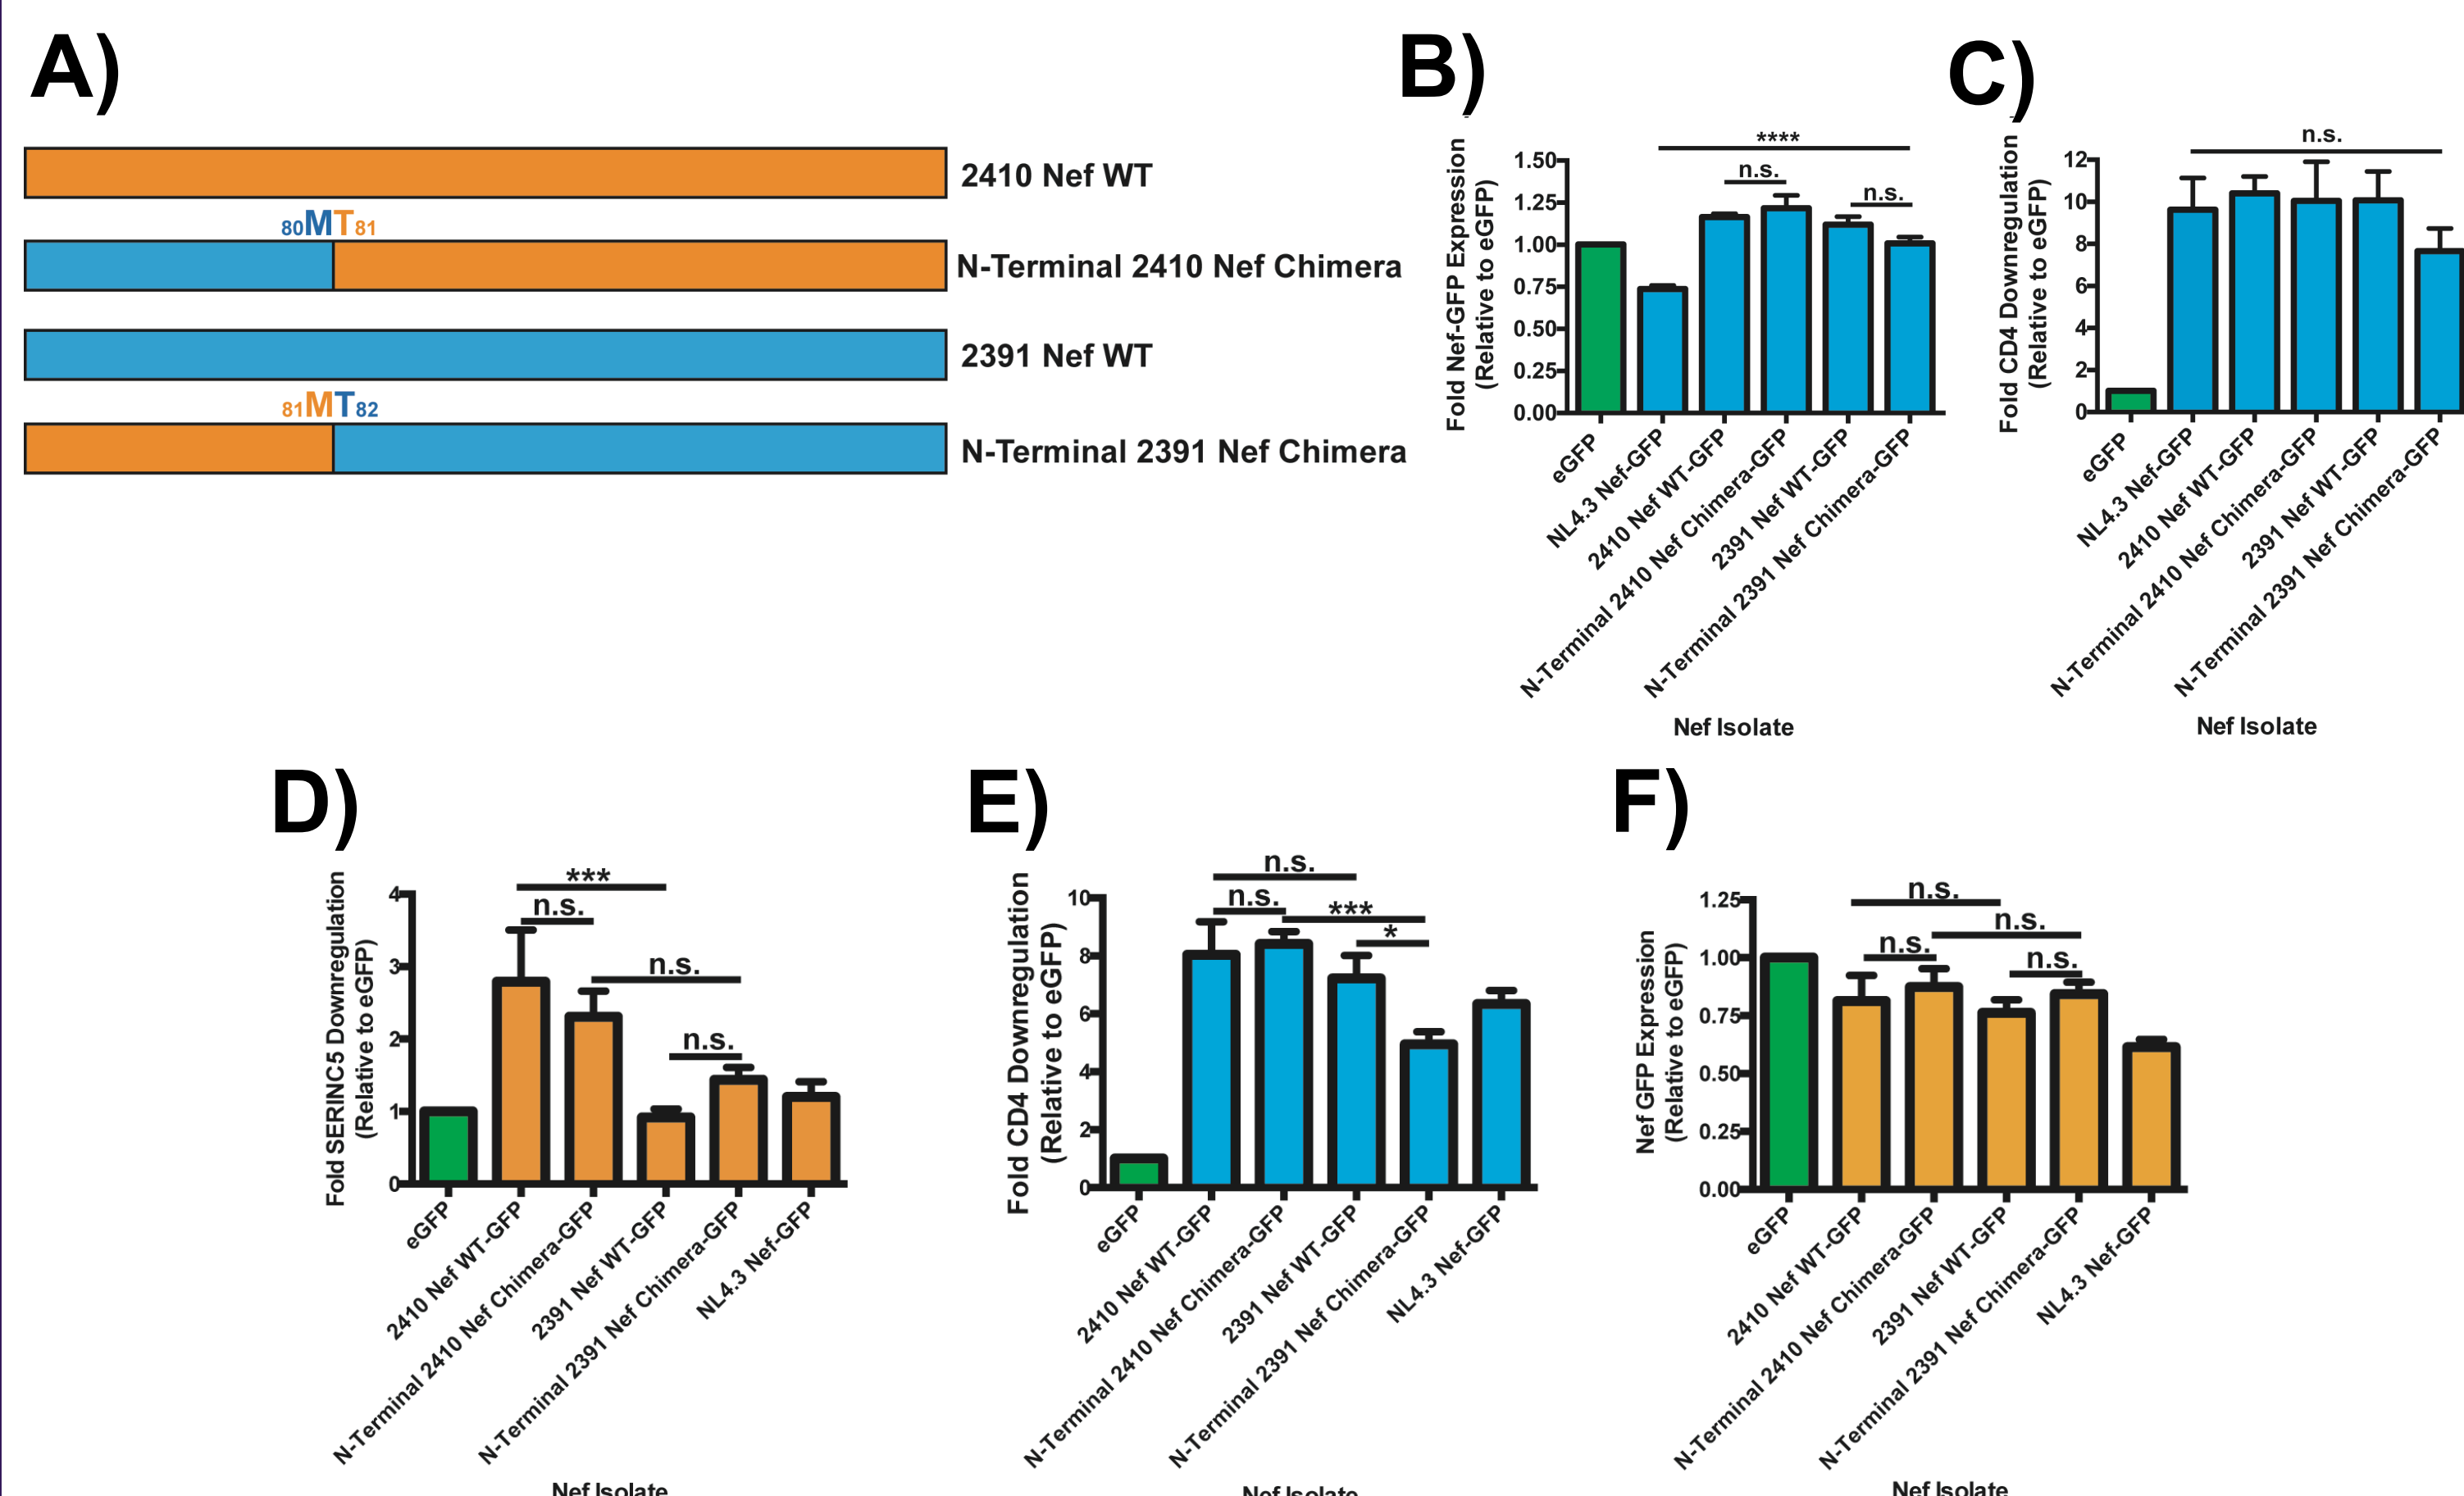 A)
2410 Nef WT
80MT81
N-Terminal 2410 Nef Chimera
2391 Nef WT
81MT82
N-Terminal 2391 Nef Chimera
B)
Fold Nef-GFP Expression
(Relative to eGFP)
1.50
1.25
1.00
0.75
0.50
0.25
0.00
****
n.s.
n.s.
eGFP
NL4.3 Nef-GFP
2410 Nef WT-GFP
N-Terminal 2410 Nef Chimera-GFP
2391 Nef WT-GFP
N-Terminal 2391 Nef Chimera-GFP
Nef Isolate
C)
Fold CD4 Downregulation
(Relative to eGFP)
12
10
8
6
4
2
0
n.s.
eGFP
NL4.3 Nef-GFP
2410 Nef WT-GFP
N-Terminal 2410 Nef Chimera-GFP
2391 Nef WT-GFP
N-Terminal 2391 Nef Chimera-GFP
Nef Isolate
D)
Fold SERINC5 Downregulation
(Relative to eGFP)
4
3
2
1
0
***
n.s.
n.s.
n.s.
eGFP
2410 Nef WT-GFP
N-Terminal 2410 Nef Chimera-GFP
2391 Nef WT-GFP
N-Terminal 2391 Nef Chimera-GFP
NL4.3 Nef-GFP
Nef Isolate
E)
Fold CD4 Downregulation
(Relative to eGFP)
10
8
6
4
2
0
n.s.
n.s.
***
*
eGFP
2410 Nef WT-GFP
N-Terminal 2410 Nef Chimera-GFP
2391 Nef WT-GFP
N-Terminal 2391 Nef Chimera-GFP
NL4.3 Nef-GFP
Nef Isolate
F)
Nef GFP Expression
(Relative to eGFP)
1.25
1.00
0.75
0.50
0.25
0.00
n.s.
n.s.
n.s.
n.s.
eGFP
2410 Nef WT-GFP
N-Terminal 2410 Nef Chimera-GFP
2391 Nef WT-GFP
N-Terminal 2391 Nef Chimera-GFP
NL4.3 Nef-GFP
Nef Isolate